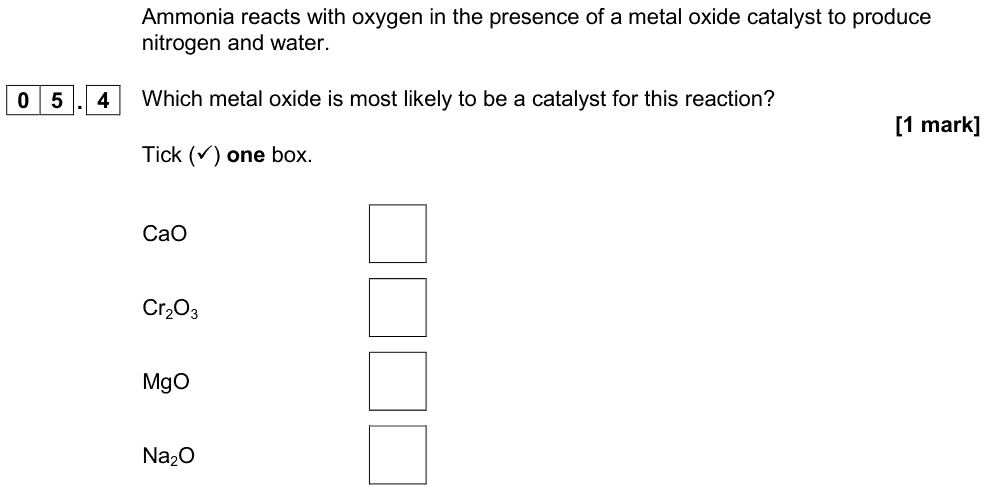 Ammonia reacts with oxygen in the presence of a metal oxide catalyst to produce
nitrogen and water.
0 5 . 4 Which metal oxide is most likely to be a catalyst for this reaction?
[1 mark]
Tick (✓) one box.
CaO
Cr₂O₃
MgO
Na₂O